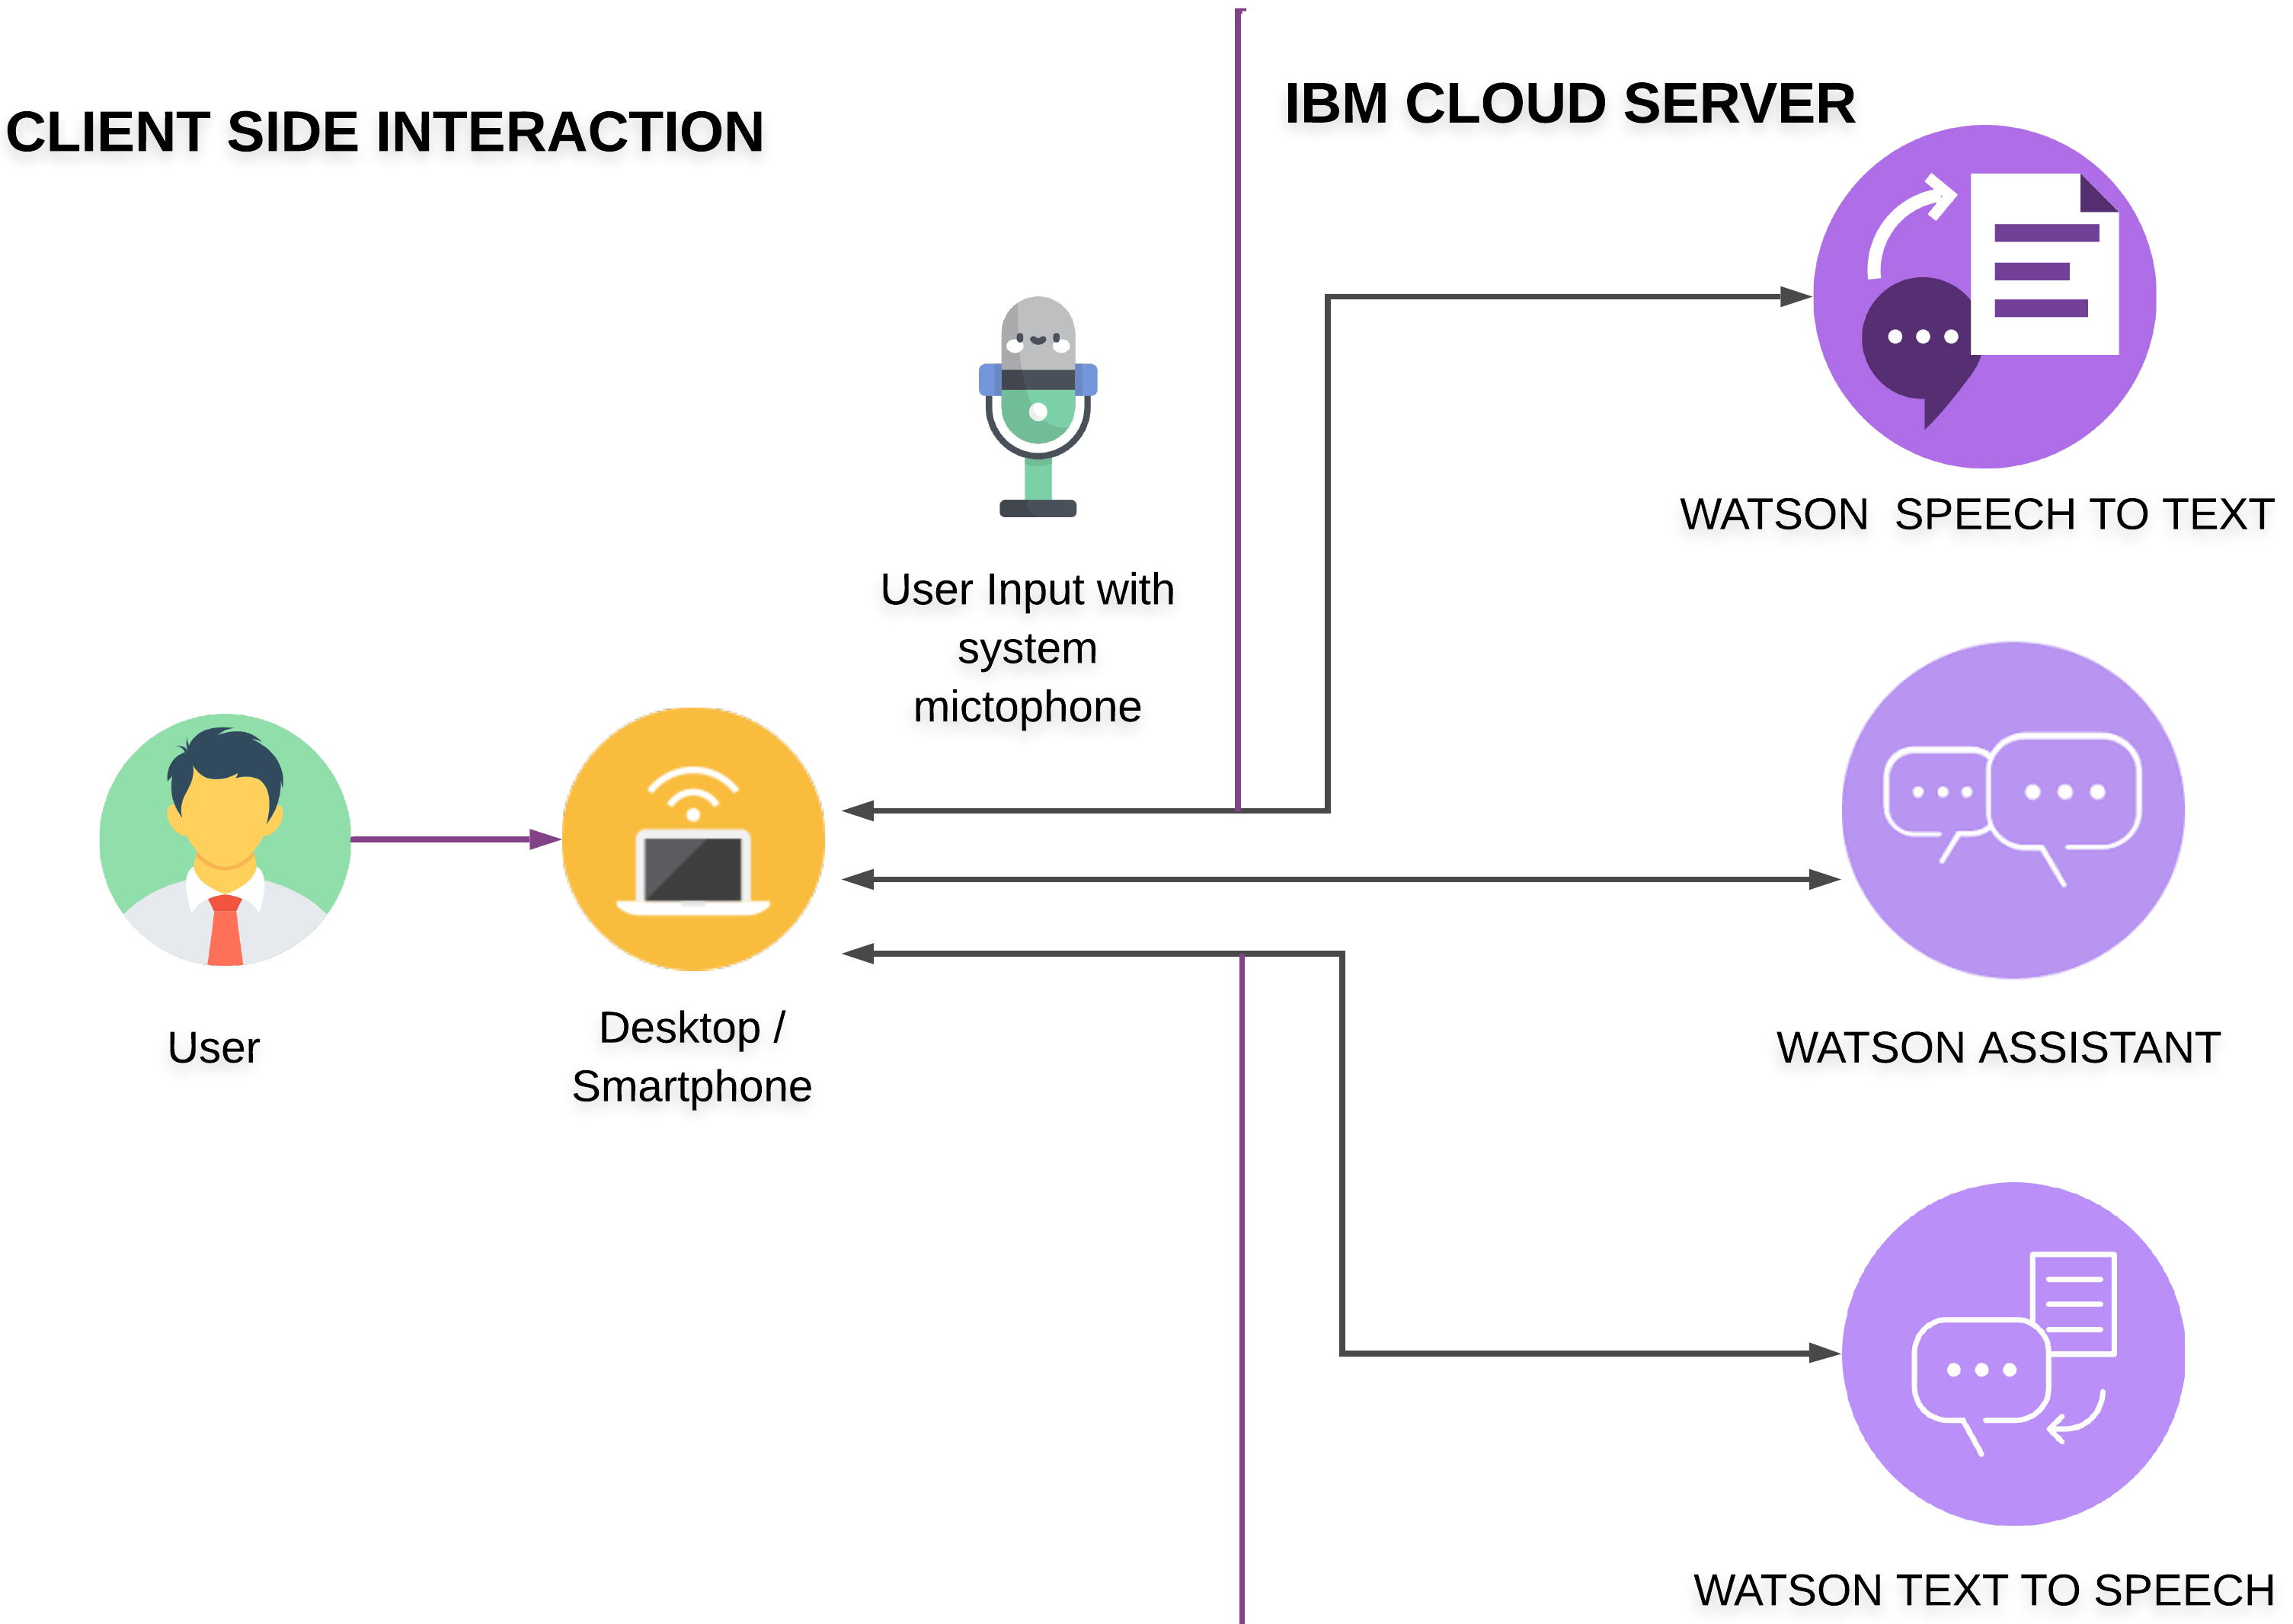 CLIENT SIDE INTERACTION
IBM CLOUD SERVER
WATSON SPEECH TO TEXT
User Input with
system
mictophone
User
Desktop /
Smartphone
WATSON ASSISTANT
WATSON TEXT TO SPEECH